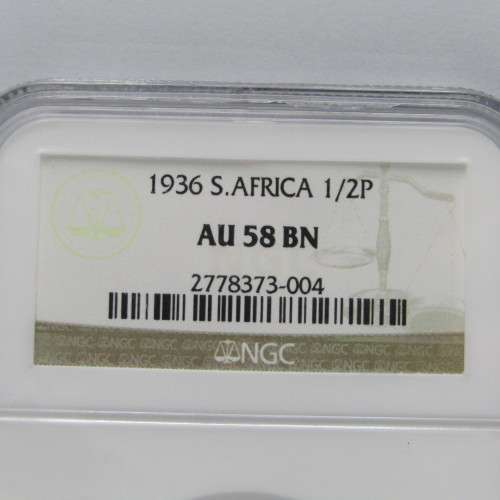 1936 S.AFRICA 1/2P
AU 58 BN
2778373-004
NGC